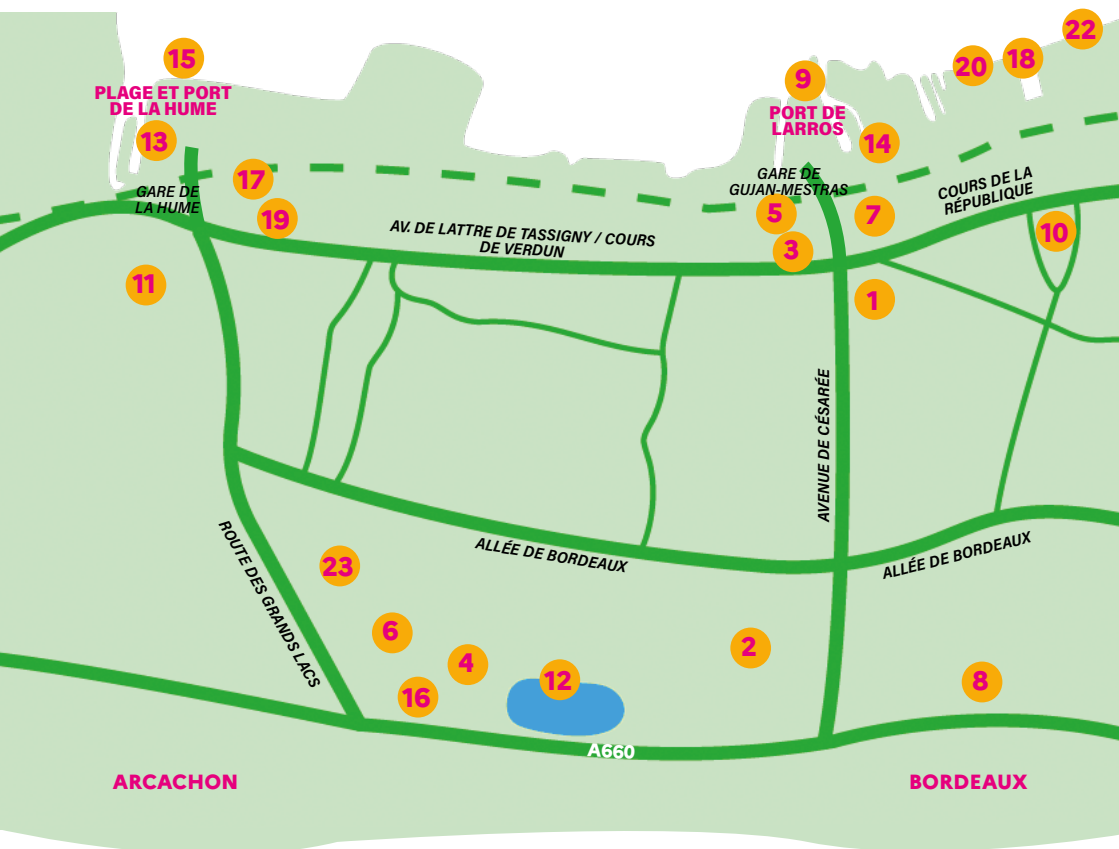 22
15
20
18
9
PLAGE ET PORT
DE LA HUME
PORT DE
LARROS
13
14
GARE DE
LA HUME
17
GARE DE
GUJAN-MESTRAS
COURS DE LA
RÉPUBLIQUE
19
5
7
10
AV. DE LATTRE DE TASSIGNY / COURS
DE VERDUN
3
11
1
AVENUE DE CÉSARÉE
ROUTE DES GRANDS LACS
ALLÉE DE BORDEAUX
ALLÉE DE BORDEAUX
23
6
4
2
16
12
8
A660
ARCACHON
BORDEAUX